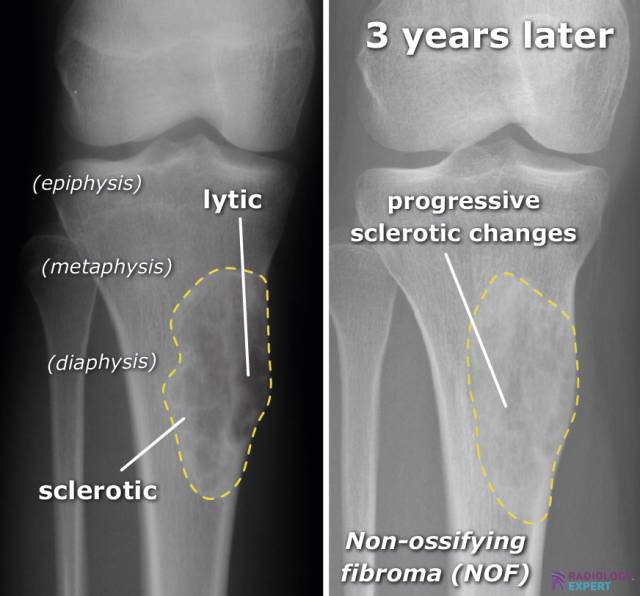 (epiphysis)
lytic
(metaphysis)
(diaphysis)
sclerotic
3 years later
progressive
sclerotic changes
Non-ossifying
fibroma (NOF)
RADIOLOGY
EXPERT